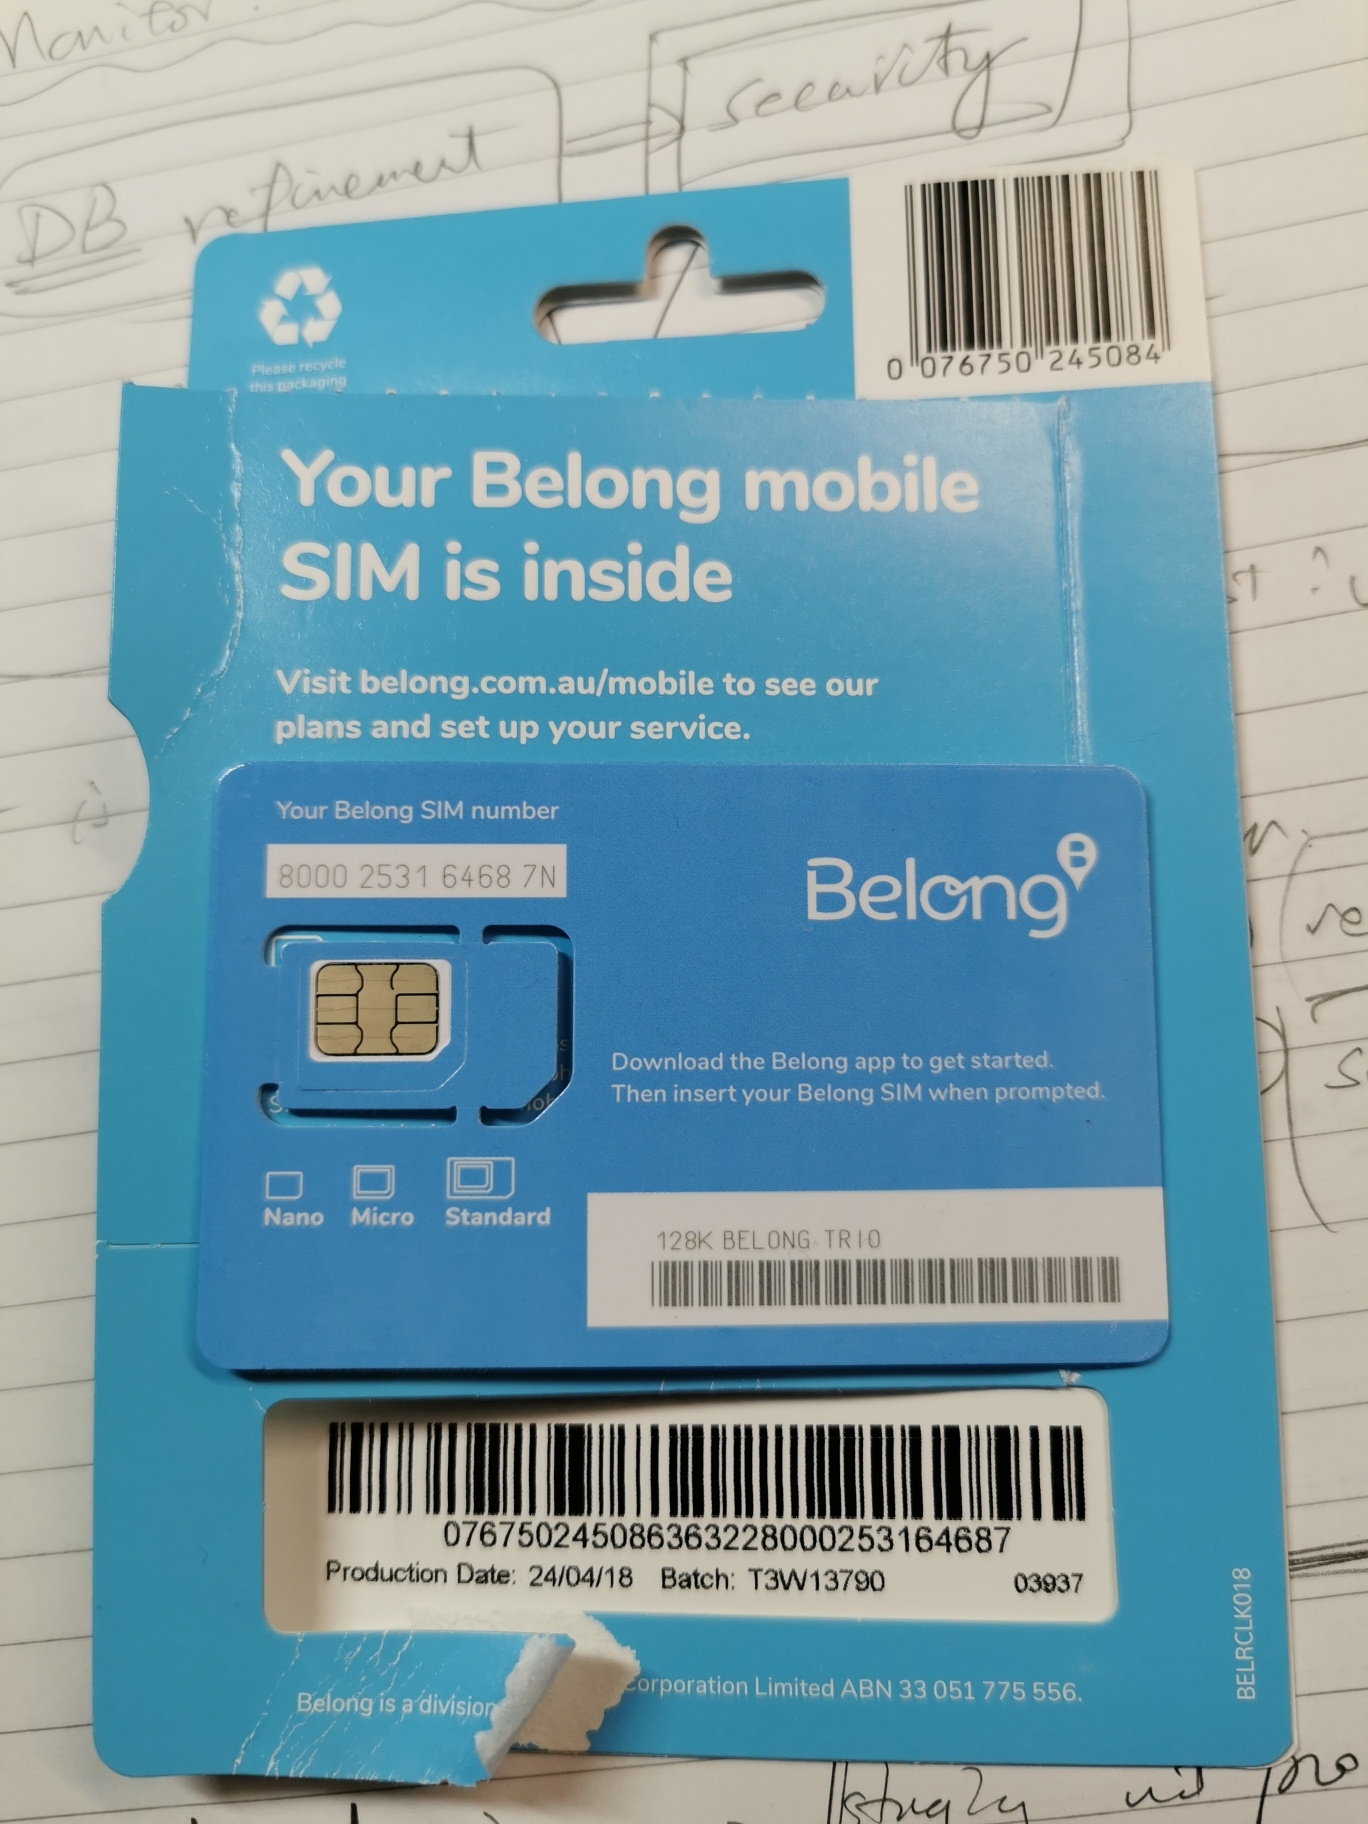 Monitor.
security
DB refinement
Please recycle
this packaging
0 076750 245084
Your Belong mobile
SIM is inside
Visit belong.com.au/mobile to see our
plans and set up your service.
Your Belong SIM number
8000 2531 6468 7N
Belong
Download the Belong app to get started.
Then insert your Belong SIM when prompted.
Nano Micro Standard
128K BELONG TRIO
076750245086363228000253164687
Production Date: 24/04/18 Batch: T3W13790 03937
BELRCLK018
Belong is a division
Corporation Limited ABN 33 051 775 556.